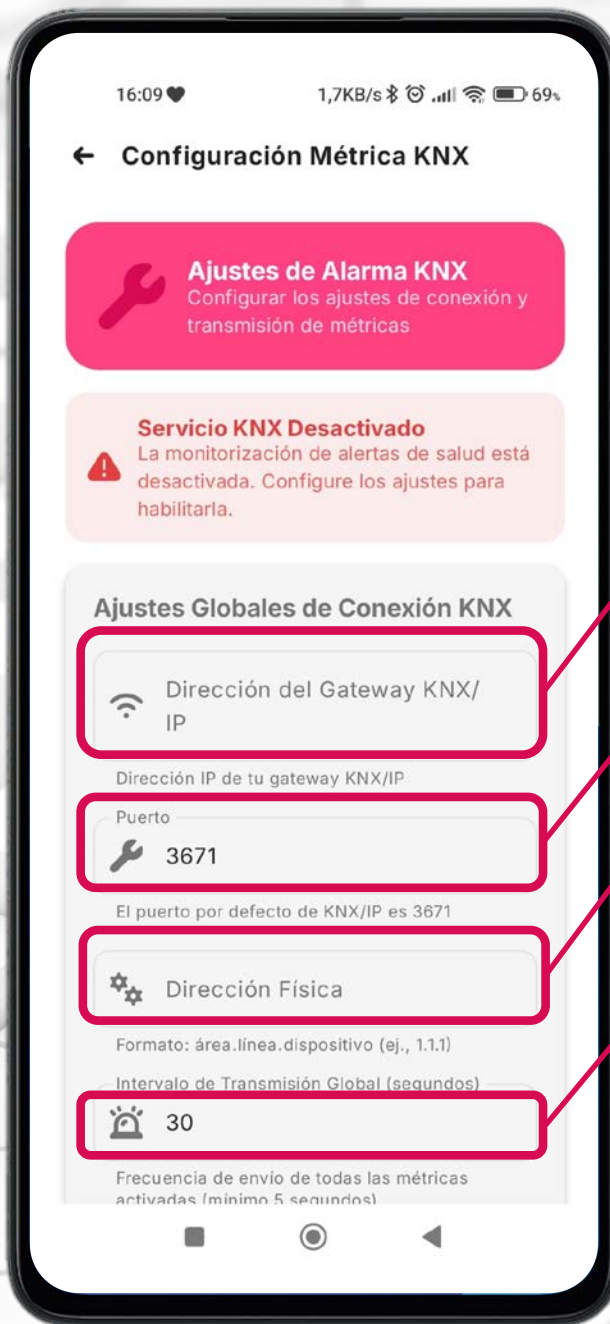 16:09 1,7KB/s 69%
Configuración Métrica KNX
Ajustes de Alarma KNX
Configurar los ajustes de conexión y
transmisión de métricas
Servicio KNX Desactivado
La monitorización de alertas de salud está
desactivada. Configure los ajustes para
habilitarla.
Ajustes Globales de Conexión KNX
Dirección del Gateway KNX/
IP
Dirección IP de tu gateway KNX/IP
Puerto
3671
El puerto por defecto de KNX/IP es 3671
Dirección Física
Formato: área.línea.dispositivo (ej., 1.1.1)
Intervalo de Transmisión Global (segundos)
30
Frecuencia de envío de todas las métricas
activadas (mínimo 5 segundos)